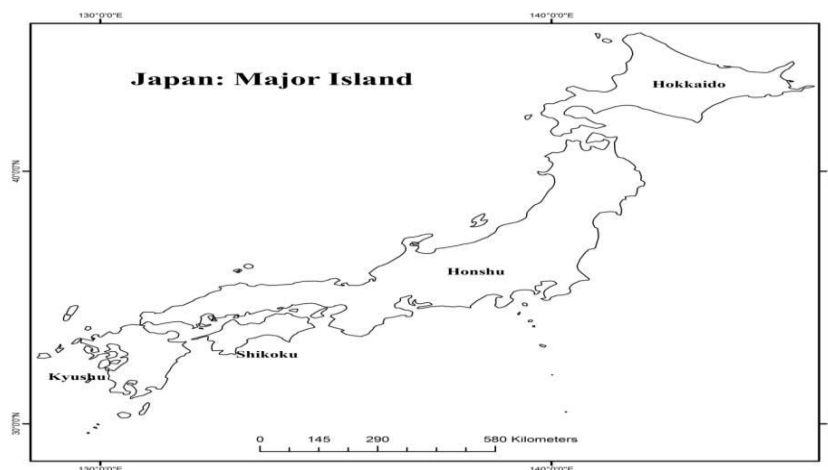 130°0'0"E 140°0'0"E
Japan: Major Island
Hokkaido
40°0'0"N
Honshu
Shikoku
Kyushu
30°0'0"N
0 145 290 580 Kilometers
130°0'0"E 140°0'0"E